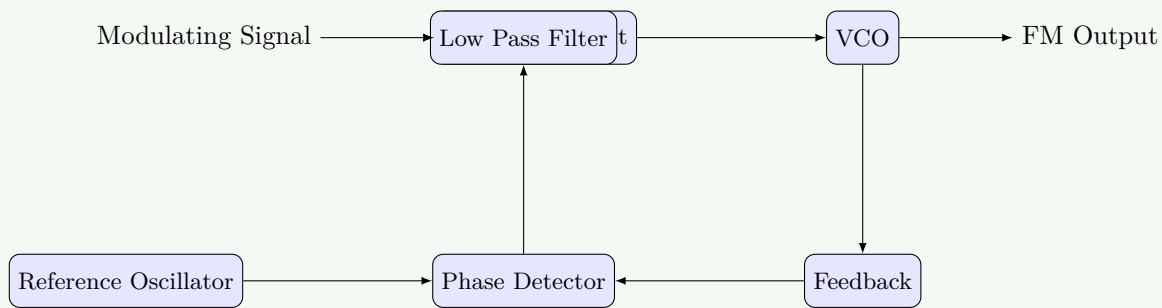 Modulating Signal
Low Pass Filter
t
VCO
FM Output
Reference Oscillator
Phase Detector
Feedback